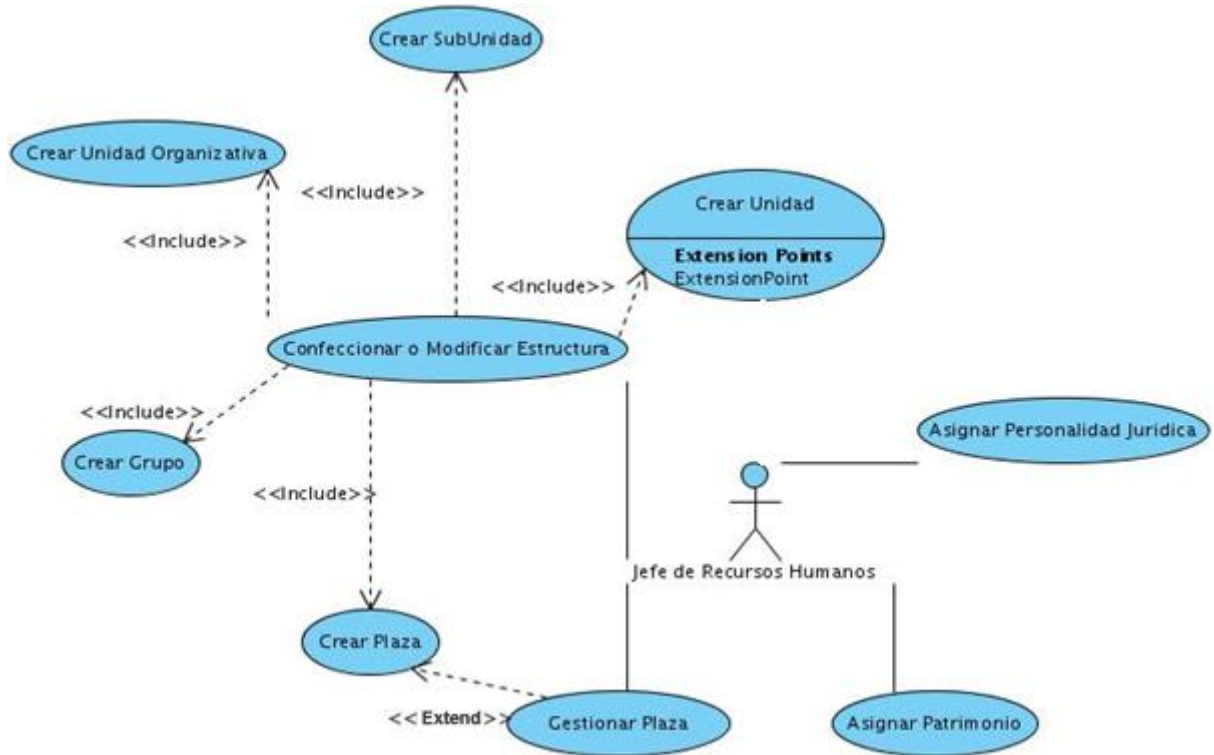 Crear SubUnidad
Crear Unidad Organizativa
<<Include>>
<<Include>>
Crear Unidad
Extension Points
ExtensionPoint
<<Include>>
Confeccionar o Modificar Estructura
<<Include>>
Crear Grupo
Asignar Personalidad Juridica
<<Include>>
Jefe de Recursos Humanos
Crear Plaza
<<Extend>>
Gestionar Plaza
Asignar Patrimonio